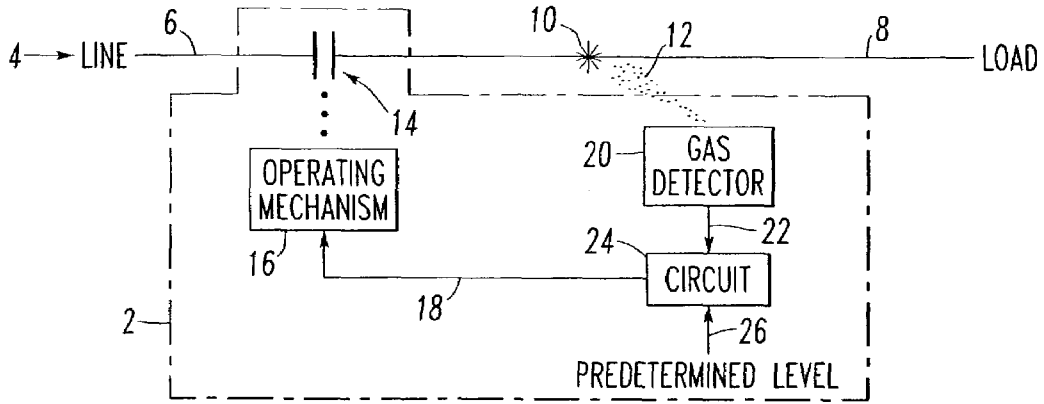 4 LINE 6 10 12 8 LOAD
14
OPERATING
MECHANISM
16
20 GAS
DETECTOR
22
24 CIRCUIT
18
2
26
PREDETERMINED LEVEL